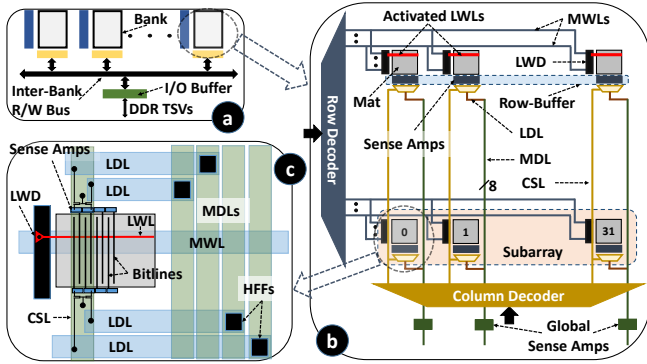 Bank
Inter-Bank
R/W Bus
I/O Buffer
DDR TSVs
a
Activated LWLs
MWLs
LWD
Mat
Row-Buffer
Sense Amps
LDL
MDL
8
CSL
Row Decoder
0
1
31
Subarray
Column Decoder
Global
Sense Amps
b
Sense Amps
LDL
LDL
c
LWD
MDLs
LWL
MWL
Bitlines
HFFs
CSL
LDL
LDL